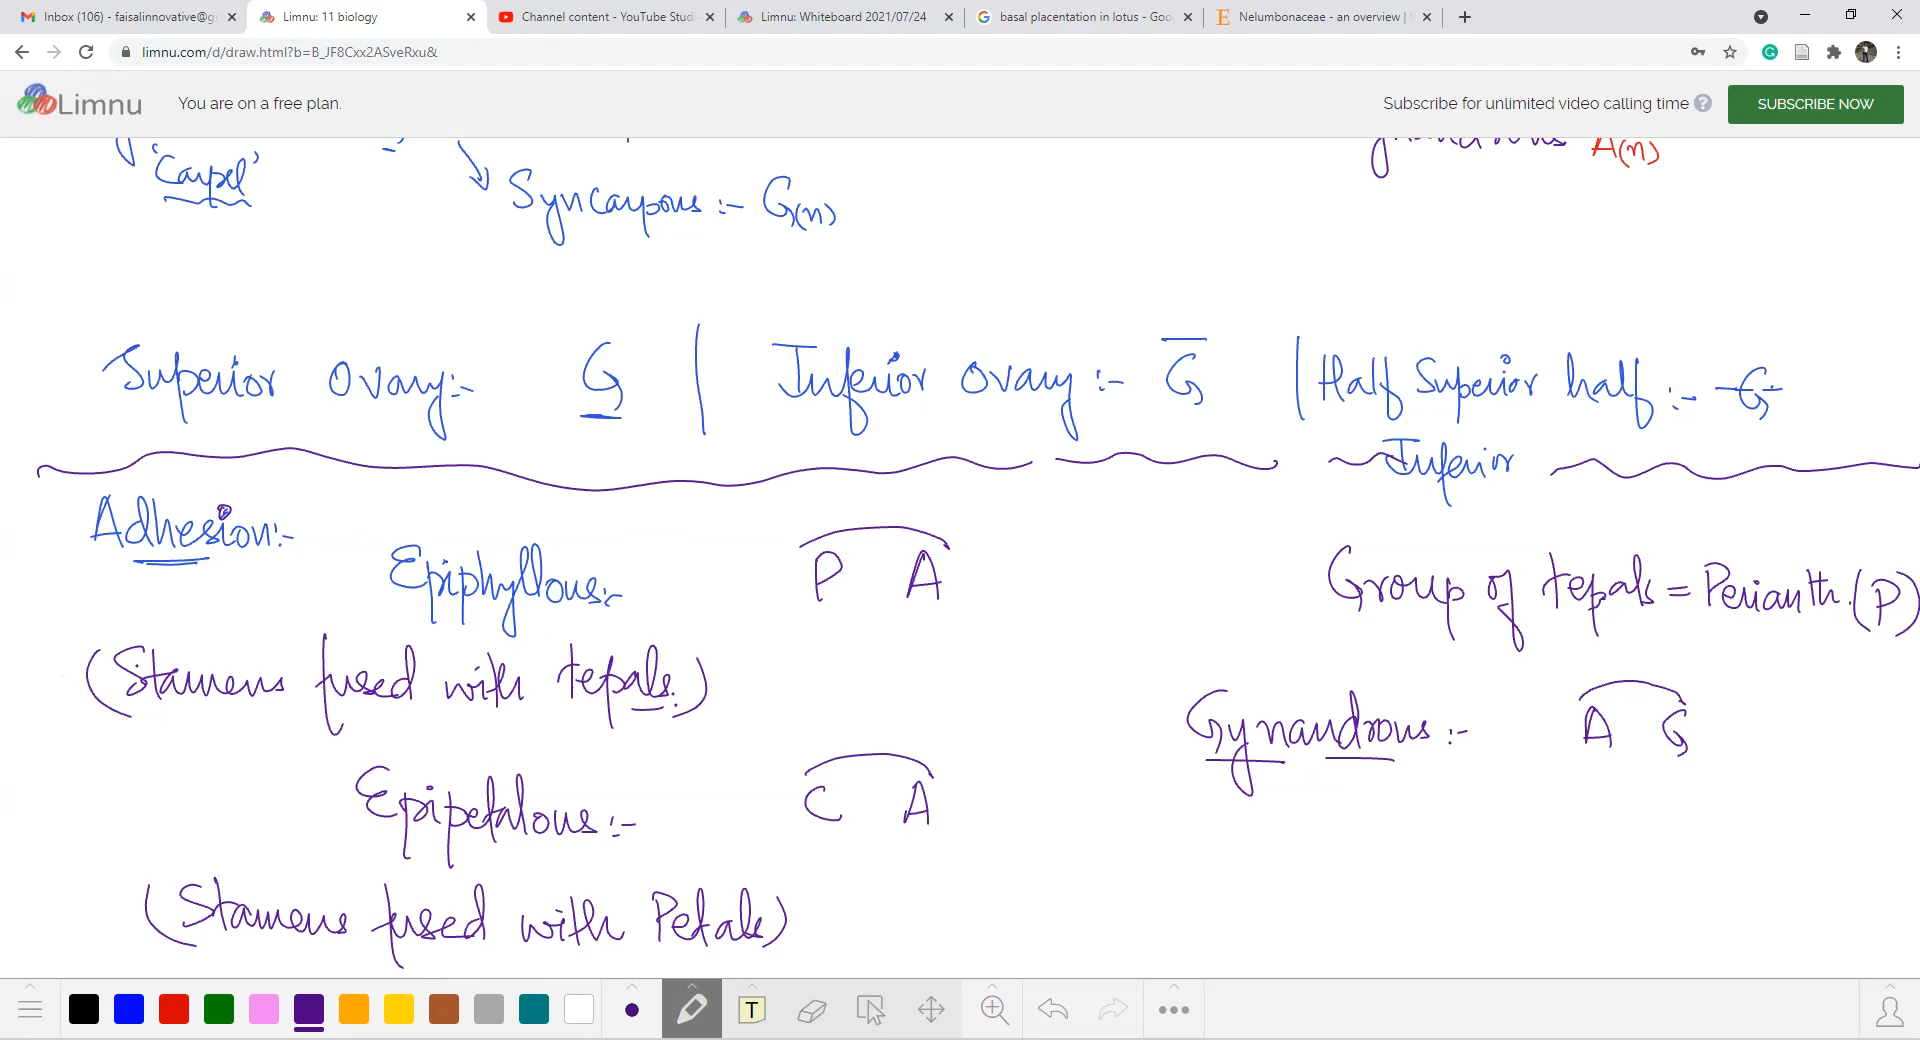 Inbox (106) - faisalinnovative@g
Limnu: 11 biology
Channel content - YouTube Studi
Limnu: Whiteboard 2021/07/24
basal placentation in lotus - Goo
Nelumbonaceae - an overview |
limnu.com/d/draw.html?b=B_JF8Cxx2ASveRxu&
Limnu
You are on a free plan.
Subscribe for unlimited video calling time ?
SUBSCRIBE NOW
'Carpel'
A(n)
Syncarpous :- G(n)
Superior Ovary:- G
Inferior Ovary :- G
Half Superior half :- G
Inferior
Adhesion:-
Epiphyllous:- P A
Group of tepals = Perianth. (P)
(Stamens fused with tepals.)
Gynandrous :- A G
Epipetalous :- C A
(Stamens fused with Petals)
T